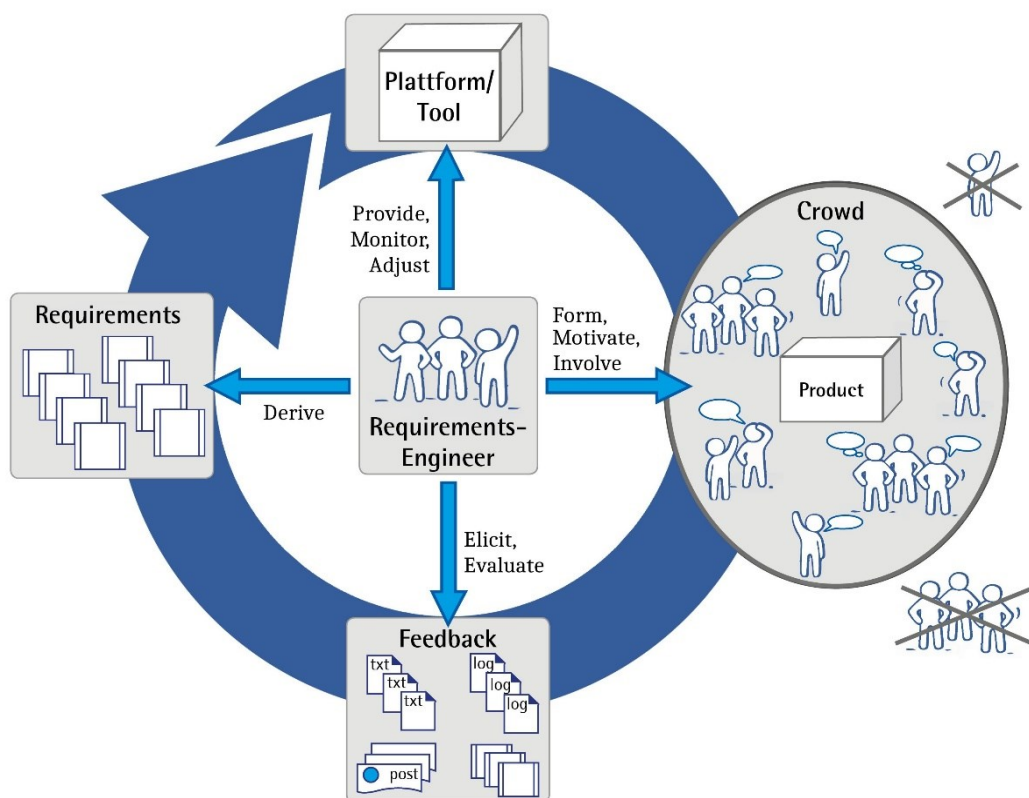 Plattform/
Tool
Provide,
Monitor,
Adjust
Crowd
Product
Form,
Motivate,
Involve
Requirements
Derive
Requirements-
Engineer
Elicit,
Evaluate
Feedback
txt
txt
txt
log
log
log
post